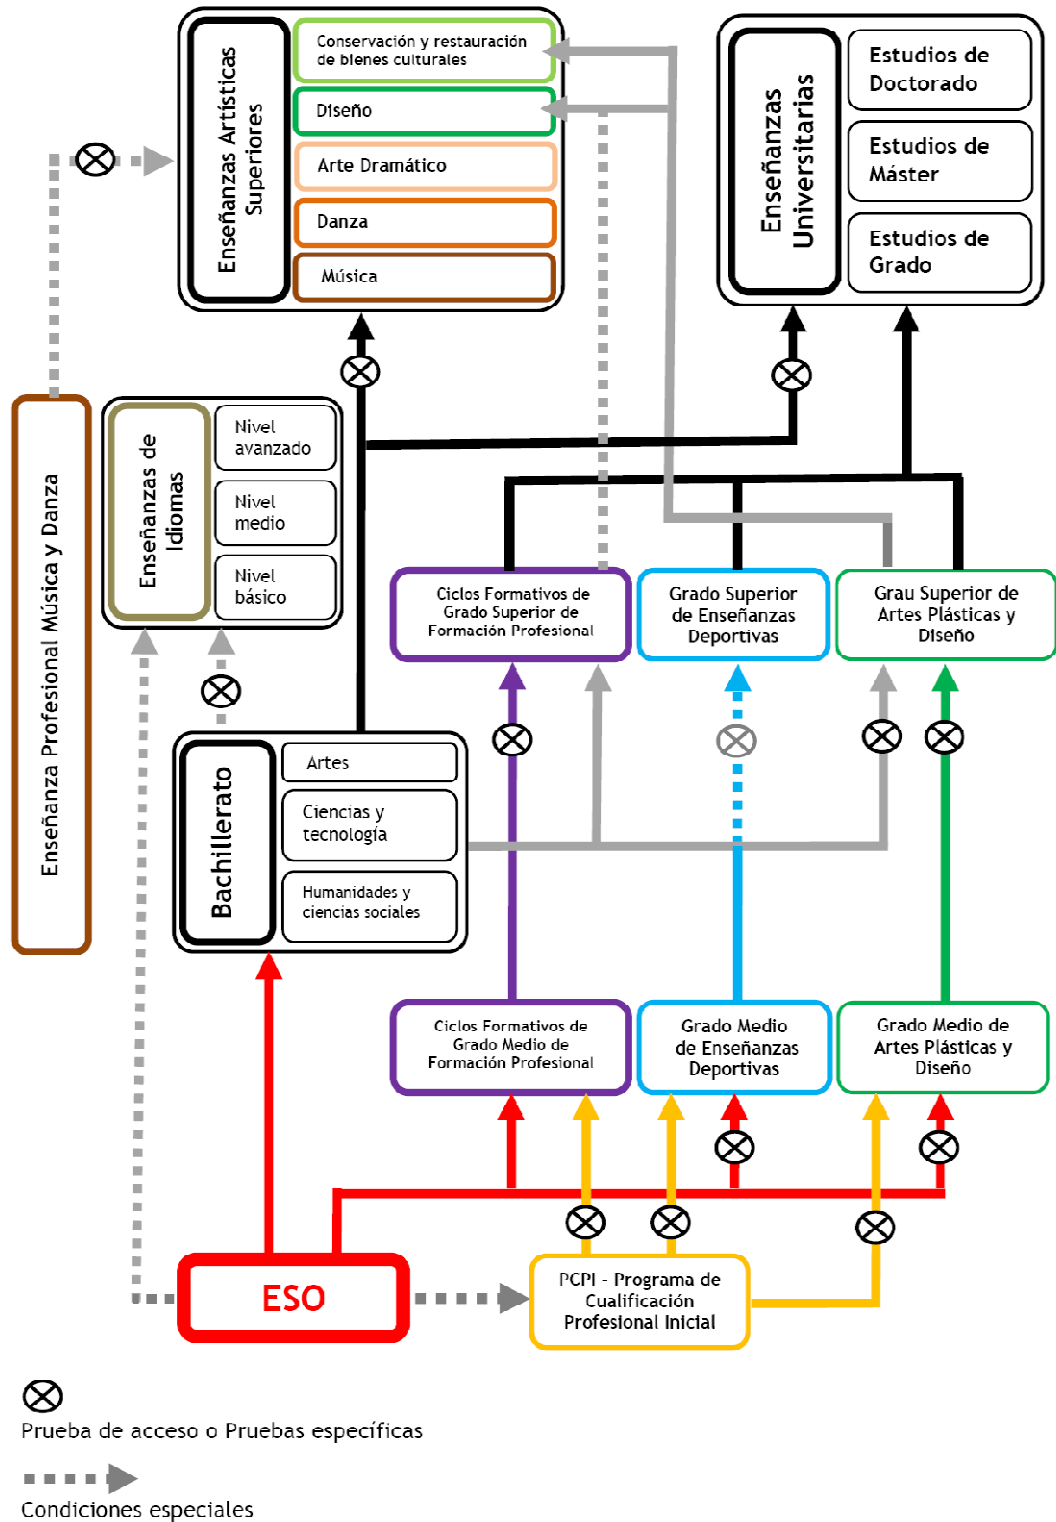 Enseñanzas Artísticas
Superiores
Conservación y restauración
de bienes culturales
Diseño
Arte Dramático
Danza
Música
Enseñanzas
Universitarias
Estudios de
Doctorado
Estudios de
Máster
Estudios de
Grado
Enseñanza Profesional Música y Danza
Enseñanzas de
Idiomas
Nivel
avanzado
Nivel
medio
Nivel
básico
Ciclos Formativos de
Grado Superior de
Formación Profesional
Grado Superior
de Enseñanzas
Deportivas
Grau Superior de
Artes Plásticas y
Diseño
Bachillerato
Artes
Ciencias y
tecnología
Humanidades y
ciencias sociales
Ciclos Formativos de
Grado Medio de
Formación Profesional
Grado Medio
de Enseñanzas
Deportivas
Grado Medio de
Artes Plásticas y
Diseño
ESO
PCPI - Programa de
Cualificación
Profesional Inicial
Prueba de acceso o Pruebas específicas
Condiciones especiales